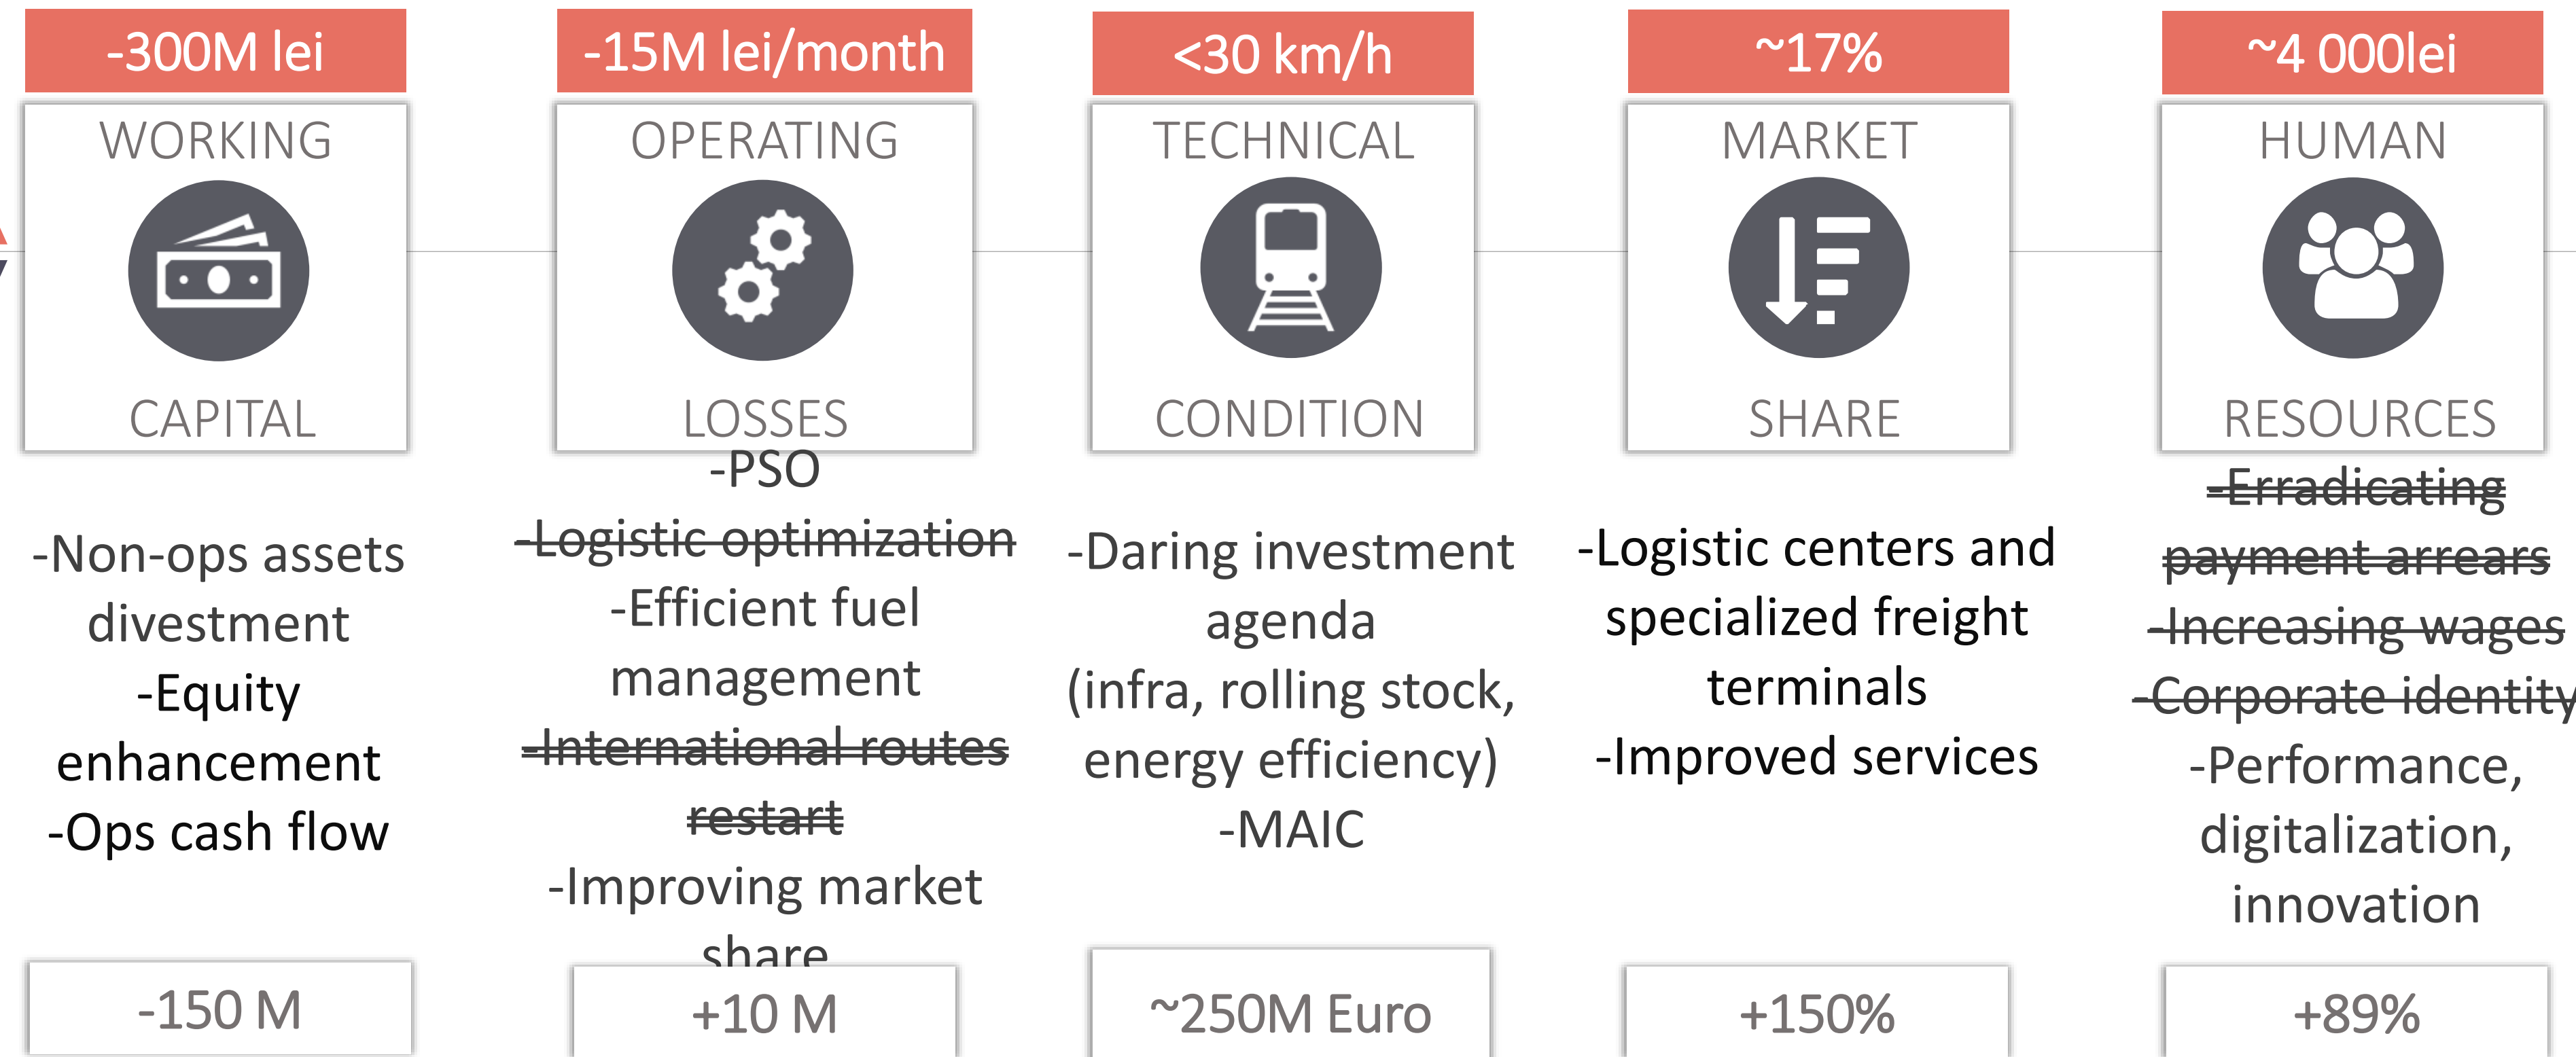 -300M lei
WORKING
CAPITAL
-Non-ops assets
divestment
-Equity
enhancement
-Ops cash flow
-150 M
-15M lei/month
OPERATING
LOSSES
-PSO
-Logistic optimization
-Efficient fuel
management
-International routes
restart
-Improving market
share
+10 M
<30 km/h
TECHNICAL
CONDITION
-Daring investment
agenda
(infra, rolling stock,
energy efficiency)
-MAIC
~250M Euro
~17%
MARKET
SHARE
-Logistic centers and
specialized freight
terminals
-Improved services
+150%
~4 000lei
HUMAN
RESOURCES
-Erradicating
payment arrears
-Increasing wages
-Corporate identity
-Performance,
digitalization,
innovation
+89%